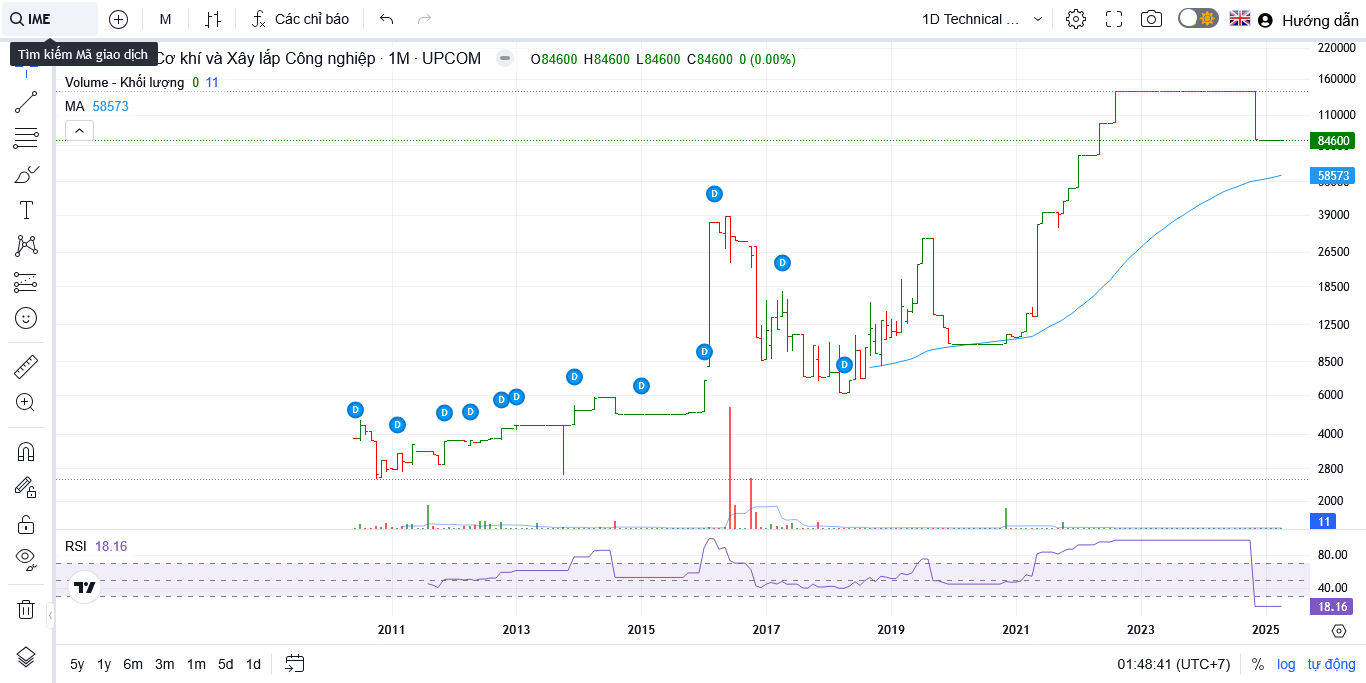 IME
M
Các chỉ báo
1D Technical ...
Hướng dẫn
Tìm kiếm Mã giao dịch
Cơ khí và Xây lắp Công nghiệp · 1M · UPCOM
O84600 H84600 L84600 C84600 0 (0.00%)
Volume - Khối lượng 0 11
MA 58573
220000
160000
110000
84600
58573
39000
26500
18500
12500
8500
6000
4000
2800
2000
11
D
D
D
D
D
D
D
D
D
D
D
D
RSI 18.16
80.00
40.00
18.16
2011 2013 2015 2017 2019 2021 2023 2025
5y 1y 6m 3m 1m 5d 1d
01:48:41 (UTC+7) % log tự động